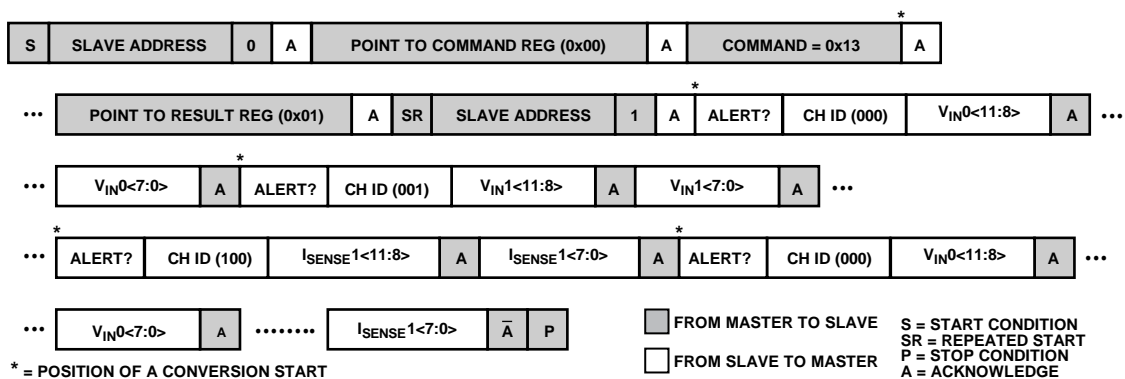 *
S SLAVE ADDRESS 0 A POINT TO COMMAND REG (0x00) A COMMAND = 0x13 A
*
••• POINT TO RESULT REG (0x01) A SR SLAVE ADDRESS 1 A ALERT? CH ID (000) VIN0<11:8> A •••
*
••• VIN0<7:0> A ALERT? CH ID (001) VIN1<11:8> A VIN1<7:0> A •••
* *
••• ALERT? CH ID (100) ISENSE1<11:8> A ISENSE1<7:0> A ALERT? CH ID (000) VIN0<11:8> A •••
••• VIN0<7:0> A •••••••• ISENSE1<7:0> A̅ P
FROM MASTER TO SLAVE
FROM SLAVE TO MASTER
S = START CONDITION
SR = REPEATED START
P = STOP CONDITION
A = ACKNOWLEDGE
* = POSITION OF A CONVERSION START